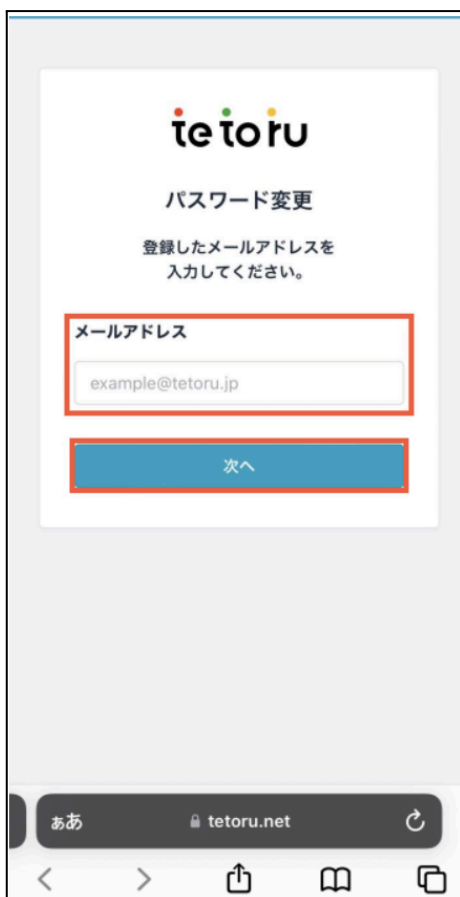 tetoru
パスワード変更
登録したメールアドレスを
入力してください。
メールアドレス
example@tetoru.jp
次へ
ぁあ
tetoru.net